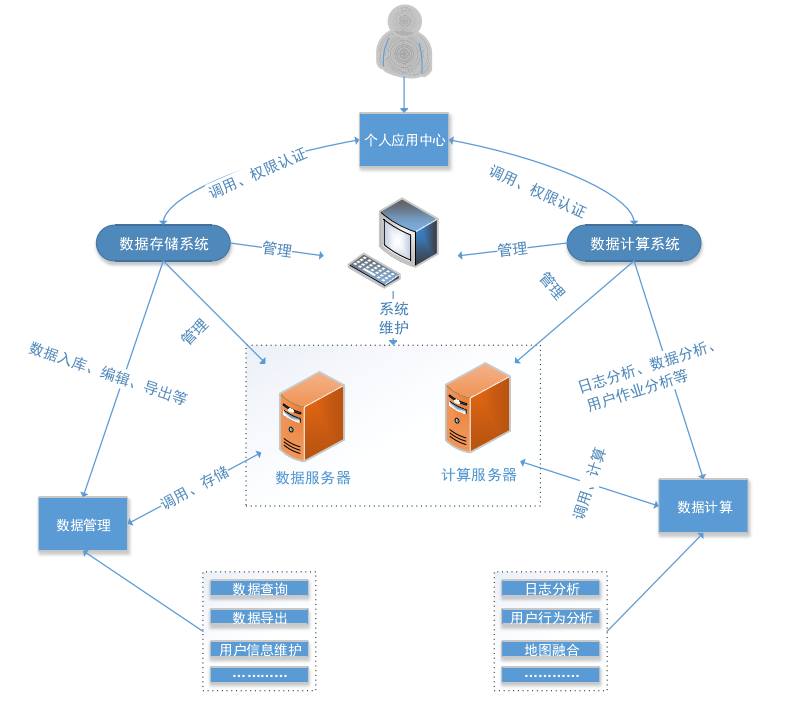 个人应用中心
调用、权限认证
调用、权限认证
数据存储系统
管理
管理
数据计算系统
管理
系统
维护
管理
数据入库、编辑、导出等
日志分析、数据分析、
用户作业分析等
数据服务器
计算服务器
调用、存储
调用、计算
数据管理
数据计算
数据查询
数据导出
用户信息维护
…………
日志分析
用户行为分析
地图融合
…………